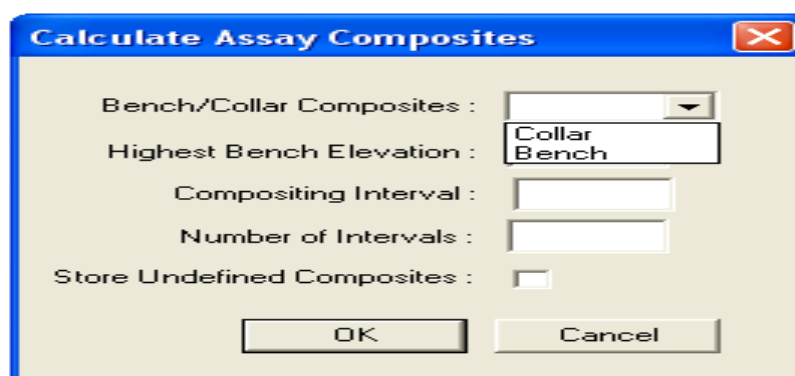 Calculate Assay Composites
Bench/Collar Composites :
Collar
Highest Bench Elevation : Bench
Compositing Interval :
Number of Intervals :
Store Undefined Composites :
OK Cancel